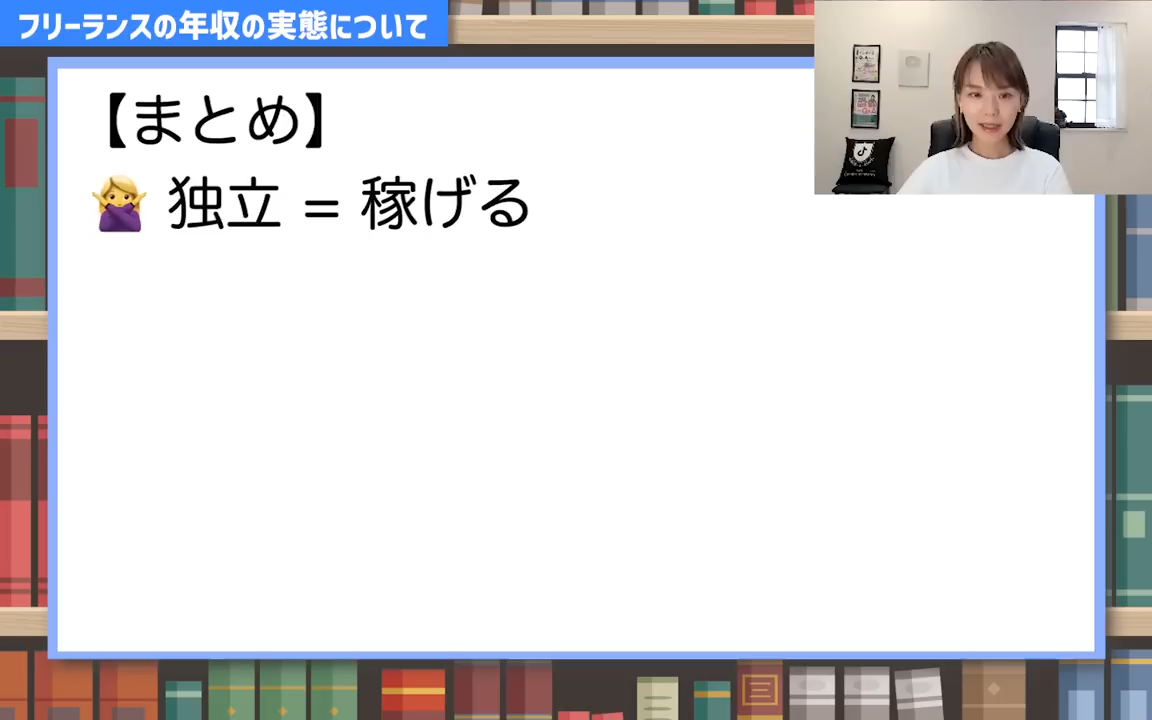 フリーランスの年収の実態について
【まとめ】
🙅‍♀️ 独立 = 稼げる